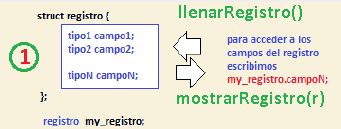 struct registro {
llenarRegistro()
1
tipo1 campo1;
tipo2 campo2;
tipoN campoN;
para acceder a los
campos del registro
escribimos
my_registro.campoN;
mostrarRegistro(r)
};
registro my_registro;